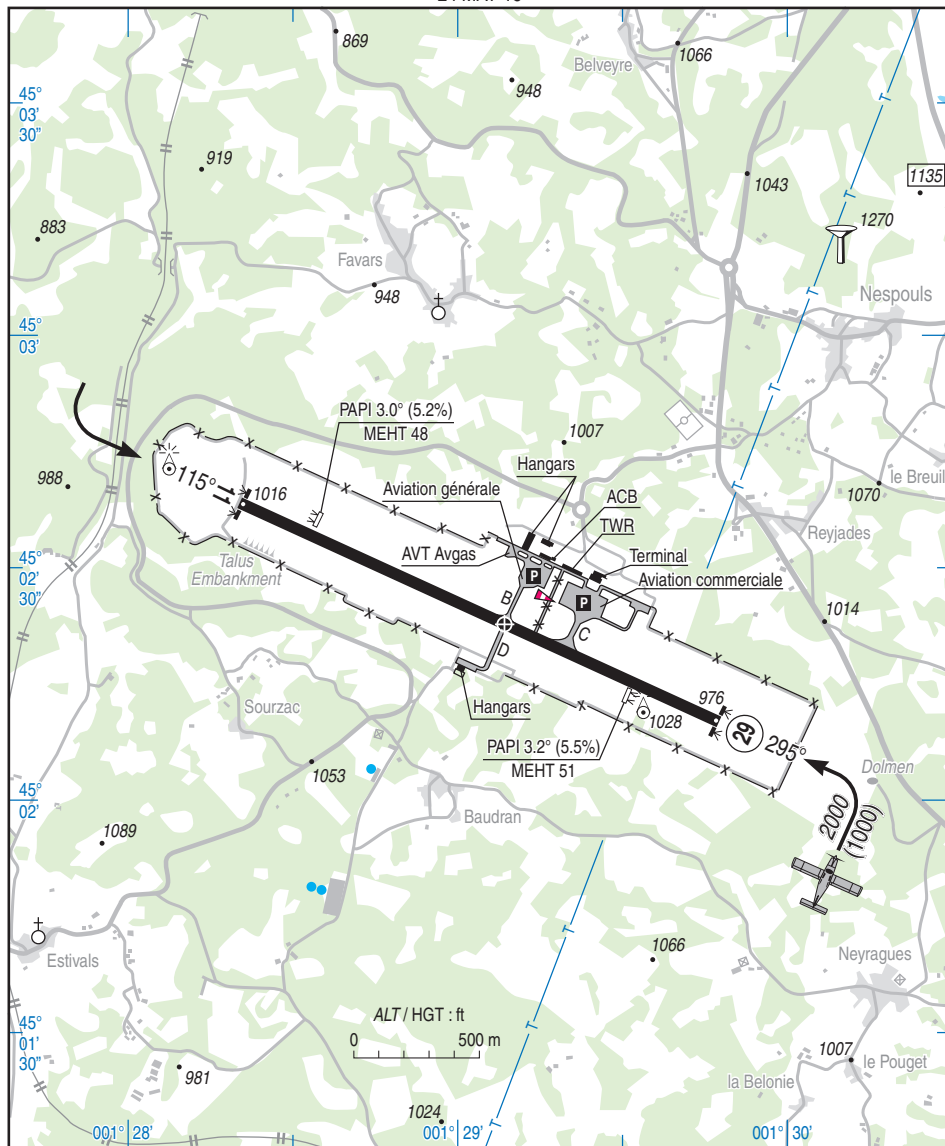 869
1066
Belveyre
948
45°
03'
30"
919
1043
1135
883
1270
Favars
948
Nespouls
45°
03'
PAPI 3.0° (5.2%)
MEHT 48
1007
Hangars
988
115°
1016
Aviation générale
ACB
le Breuil
1070
TWR
Reyjades
Talus
Embankment
AVT Avgas
Terminal
45°
02'
30"
P
Aviation commerciale
P
B
1014
C
D
976
Sourzac
Hangars
1028
29
295°
PAPI 3.2° (5.5%)
MEHT 51
Dolmen
1053
45°
02'
2000
(1000)
Baudran
1089
T
T
T
T
T
T
T
Estivals
1066
Neyragues
ALT / HGT : ft
0
500 m
45°
01'
30"
981
1007
le Pouget
la Belonie
1024
001° 28'
001° 29'
001° 30'